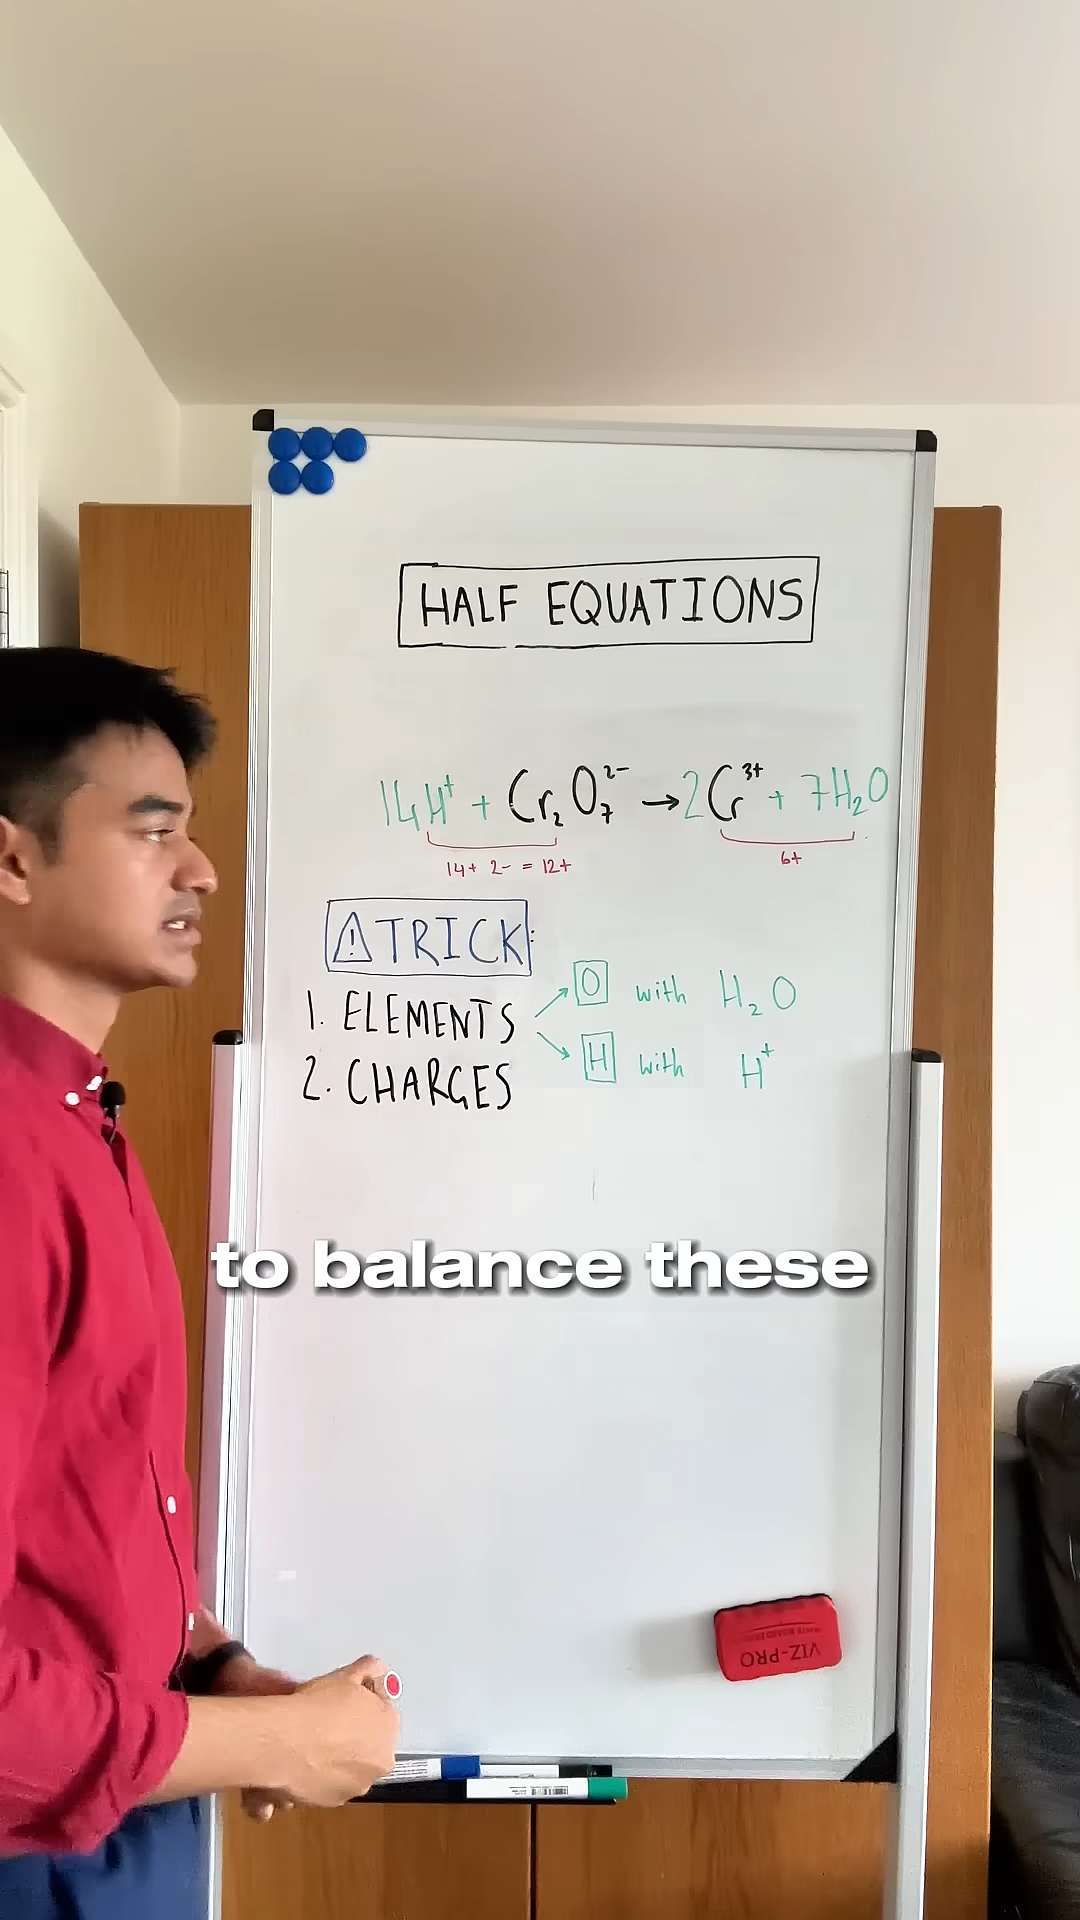 HALF EQUATIONS
14H⁺ + Cr₂O₇²⁻ → 2Cr³⁺ + 7H₂O
14+ 2- = 12+ 6+
⚠ TRICK:
1. ELEMENTS
O with H₂O
H with H⁺
2. CHARGES
to balance these
VIZ-PRO